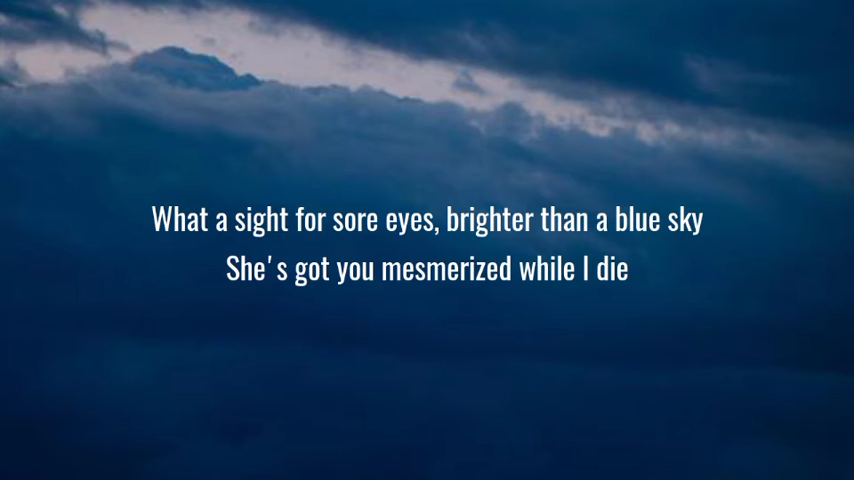 What a sight for sore eyes, brighter than a blue sky
She's got you mesmerized while I die